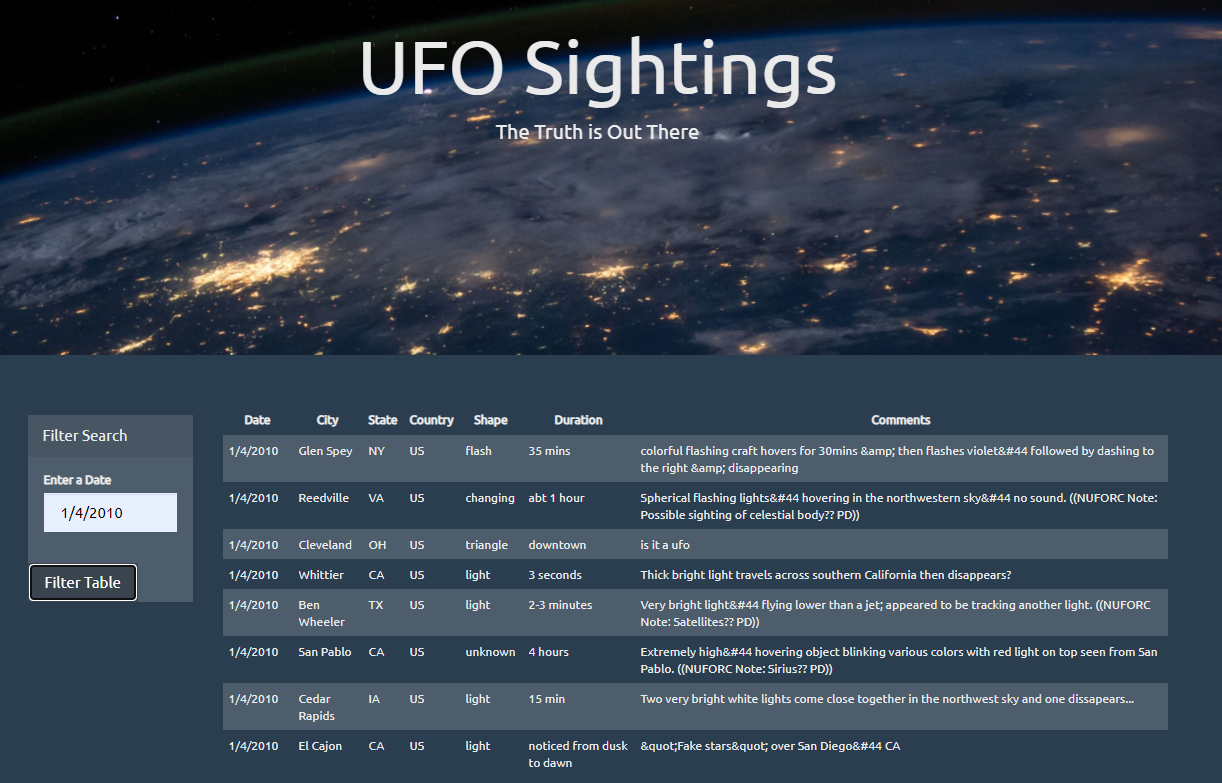 UFO Sightings
The Truth is Out There
Filter Search
Enter a Date
1/4/2010
Filter Table
Date City State Country Shape Duration Comments
1/4/2010 Glen Spey NY US flash 35 mins colorful flashing craft hovers for 30mins &amp; then flashes violet&#44 followed by dashing to
the right &amp; disappearing
1/4/2010 Reedville VA US changing abt 1 hour Spherical flashing lights&#44 hovering in the northwestern sky&#44 no sound. ((NUFORC Note:
Possible sighting of celestial body?? PD))
1/4/2010 Cleveland OH US triangle downtown is it a ufo
1/4/2010 Whittier CA US light 3 seconds Thick bright light travels across southern California then disappears?
1/4/2010 Ben TX US light 2-3 minutes Very bright light&#44 flying lower than a jet; appeared to be tracking another light. ((NUFORC
Wheeler Note: Satellites?? PD))
1/4/2010 San Pablo CA US unknown 4 hours Extremely high&#44 hovering object blinking various colors with red light on top seen from San
Pablo. ((NUFORC Note: Sirius?? PD))
1/4/2010 Cedar IA US light 15 min Two very bright white lights come close together in the northwest sky and one dissapears...
Rapids
1/4/2010 El Cajon CA US light noticed from dusk &quot;Fake stars&quot; over San Diego&#44 CA
to dawn